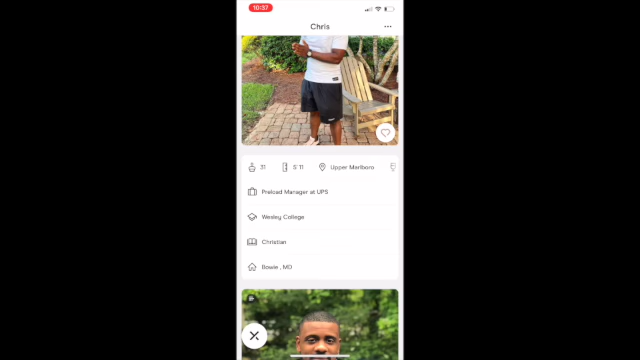 10:37
Chris
31 5' 11 Upper Marlboro
Preload Manager at UPS
Wesley College
Christian
Bowie , MD